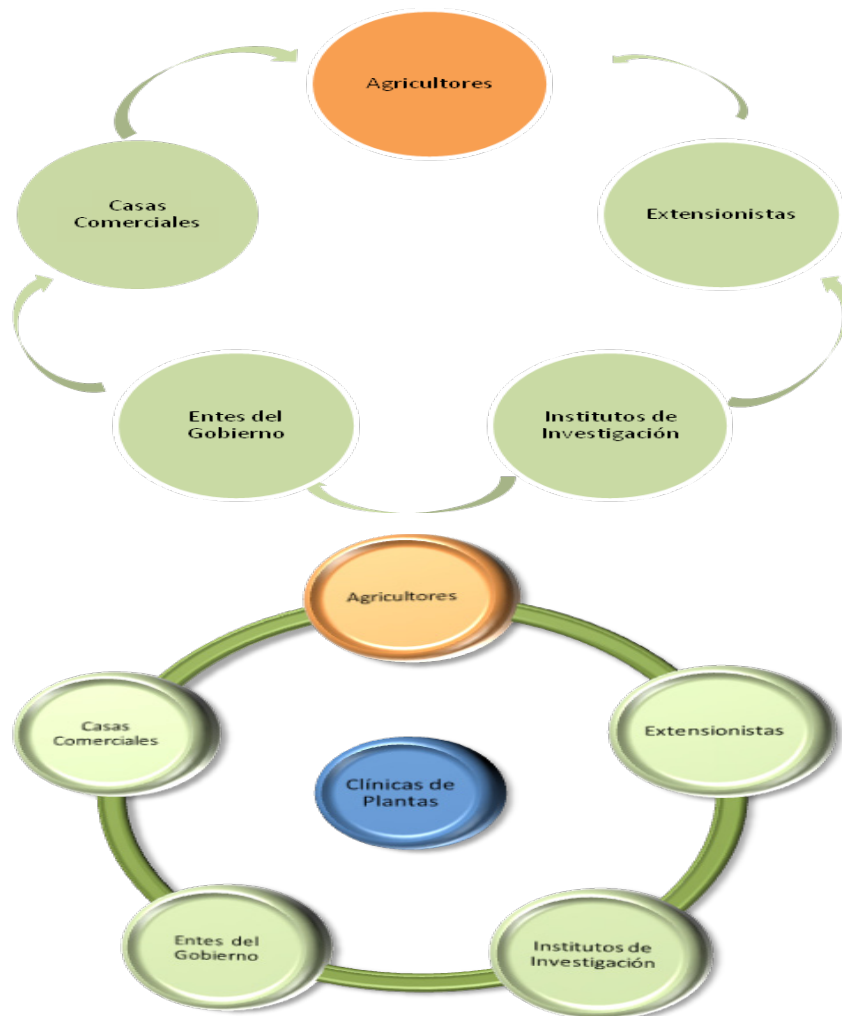 Agricultores
Casas
Comerciales
Extensionistas
Entes del
Gobierno
Institutos de
Investigación
Agricultores
Casas
Comerciales
Extensionistas
Clínicas de
Plantas
Entes del
Gobierno
Institutos de
Investigación